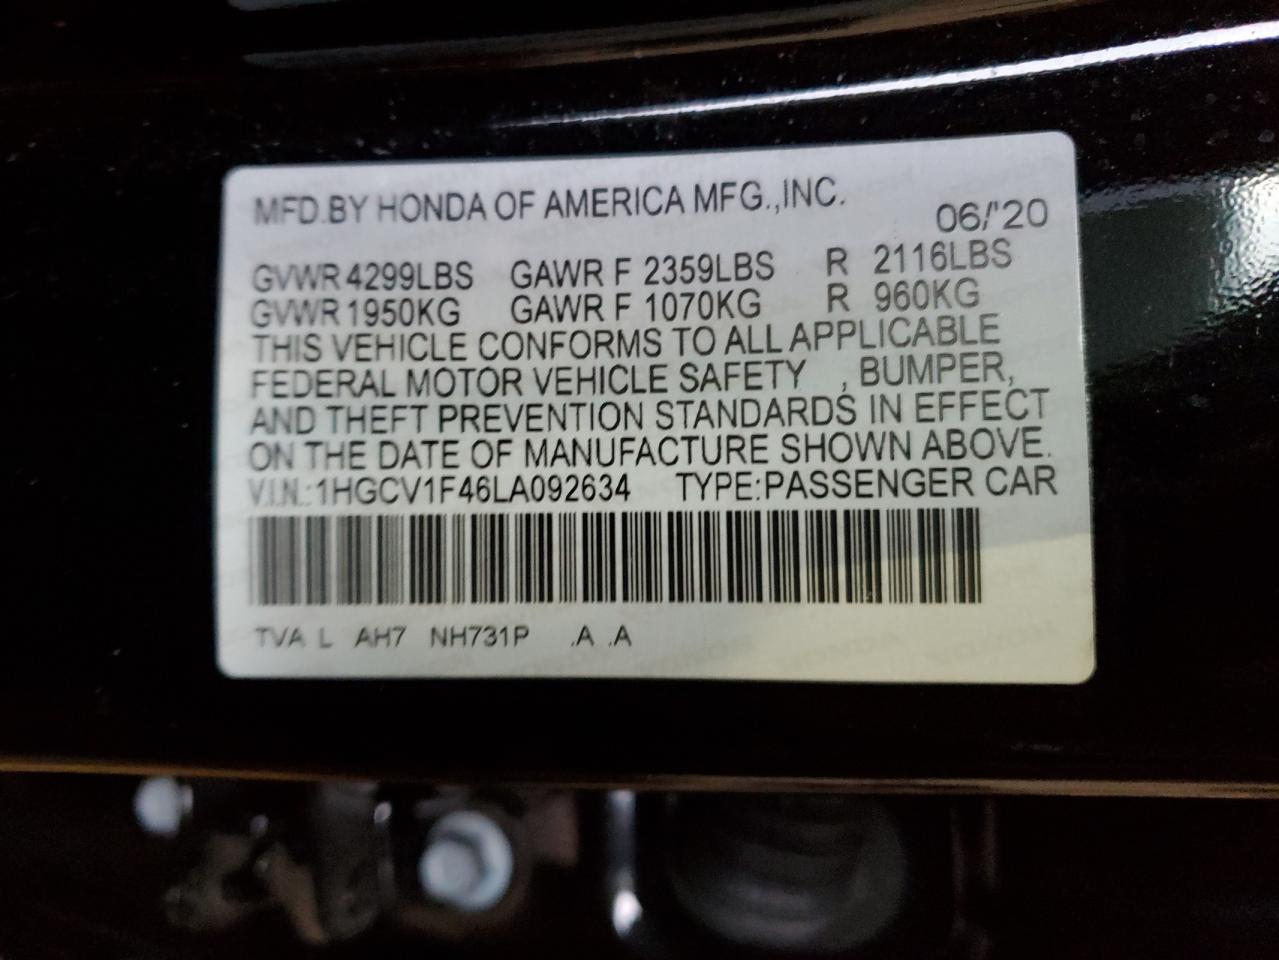 MFD.BY HONDA OF AMERICA MFG.,INC.
06/'20
GVWR 4299LBS GAWR F 2359LBS R 2116LBS
GVWR 1950KG GAWR F 1070KG R 960KG
THIS VEHICLE CONFORMS TO ALL APPLICABLE
FEDERAL MOTOR VEHICLE SAFETY , BUMPER,
AND THEFT PREVENTION STANDARDS IN EFFECT
ON THE DATE OF MANUFACTURE SHOWN ABOVE.
V.I.N.:1HGCV1F46LA092634 TYPE:PASSENGER CAR
TVA L AH7 NH731P .A .A